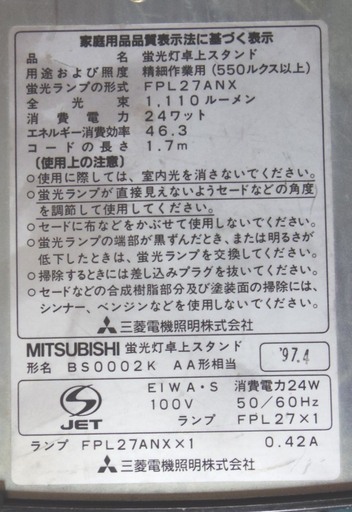 家庭用品品質表示法に基づく表示
品名 蛍光灯卓上スタンド
用途および照度 精細作業用(550ルクス以上)
蛍光ランプの形式 FPL27ANX
全光束 1,110ルーメン
消費電力 24ワット
エネルギー消費効率 46.3
コードの長さ 1.7m
(使用上の注意)
○使用に際しては、室内光を消さないでください。
○蛍光ランプが直接見えないようセードなどの角度
を調節して使用してください。
○セードに布などをかぶせて使用しないでください。
○蛍光ランプの端部が黒ずんだとき、または明るさが
低下したときは、蛍光ランプを交換してください。
○掃除するときには差し込みプラグを抜いてください。
○セードなどの合成樹脂部分及び塗装面の掃除には、
シンナー、ベンジンなどを使用しないでください。
三菱電機照明株式会社
MITSUBISHI 蛍光灯卓上スタンド
形名 BS0002K AA形相当
'97.4
S JET
EIWA・S 消費電力24W
100V 50/60Hz
ランプ FPL27×1
ランプ FPL27ANX×1 0.42A
三菱電機照明株式会社